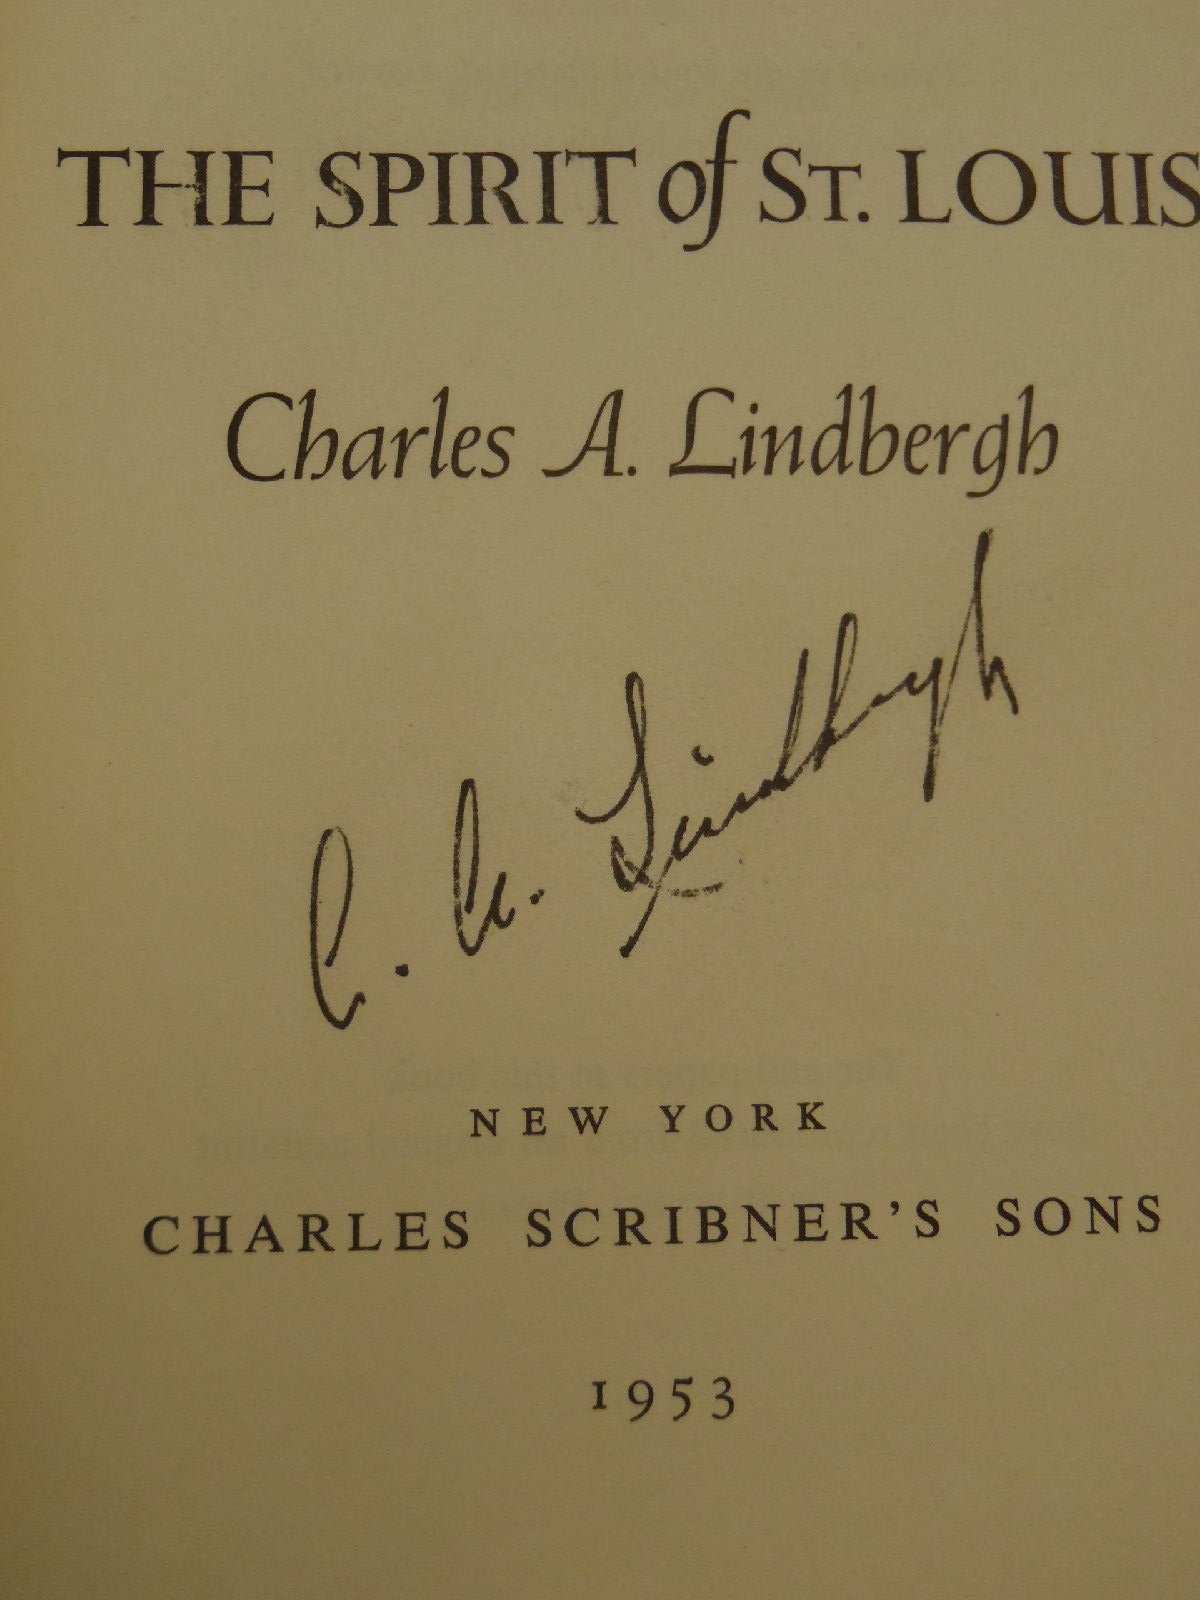 THE SPIRIT of ST. LOUIS
Charles A. Lindbergh
C. A. Lindbergh
NEW YORK
CHARLES SCRIBNER'S SONS
1953